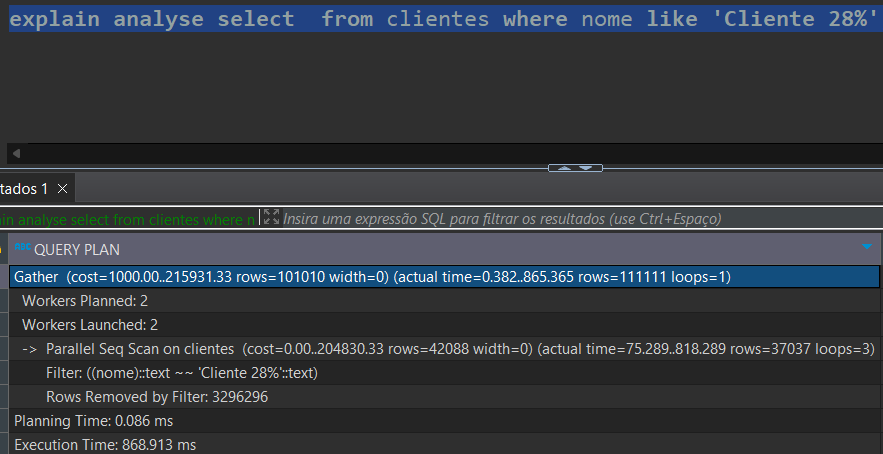 explain analyse select  from clientes where nome like 'Cliente 28%'
tados 1
in analyse select from clientes where n
Insira uma expressão SQL para filtrar os resultados (use Ctrl+Espaço)
ABC QUERY PLAN
Gather  (cost=1000.00..215931.33 rows=101010 width=0) (actual time=0.382..865.365 rows=111111 loops=1)
Workers Planned: 2
Workers Launched: 2
->  Parallel Seq Scan on clientes  (cost=0.00..204830.33 rows=42088 width=0) (actual time=75.289..818.289 rows=37037 loops=3)
Filter: ((nome)::text ~~ 'Cliente 28%'::text)
Rows Removed by Filter: 3296296
Planning Time: 0.086 ms
Execution Time: 868.913 ms